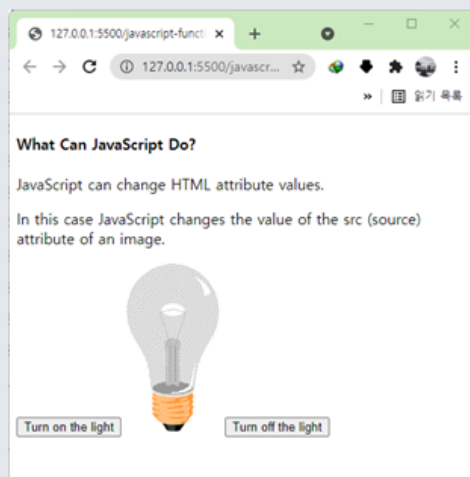 127.0.0.1:5500/javascript-functi
127.0.0.1:5500/javascr...
» 읽기 목록
What Can JavaScript Do?
JavaScript can change HTML attribute values.
In this case JavaScript changes the value of the src (source)
attribute of an image.
Turn on the light Turn off the light